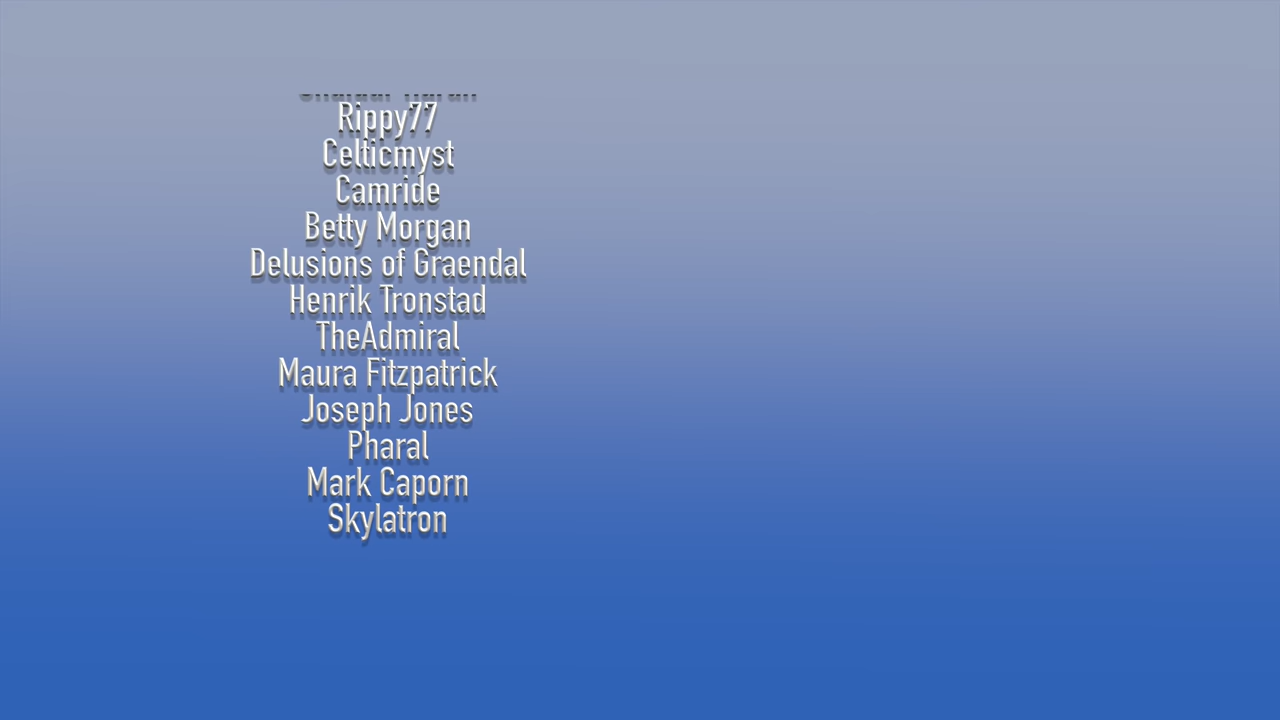 Rippy77
Celticmyst
Camride
Betty Morgan
Delusions of Graendal
Henrik Tronstad
TheAdmiral
Maura Fitzpatrick
Joseph Jones
Pharal
Mark Caporn
Skylatron